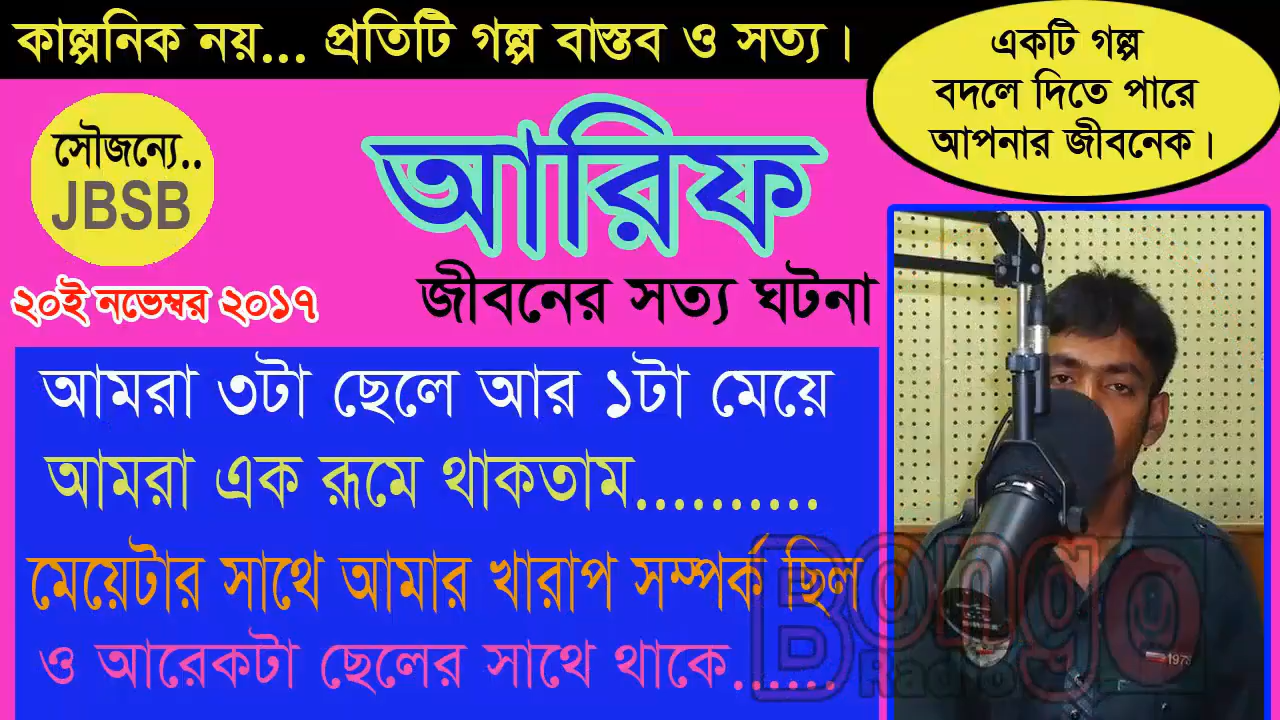 কাল্পনিক নয়... প্রতিটি গল্প বাস্তব ও সত্য।
একটি গল্প
বদলে দিতে পারে
আপনার জীবনেক।
সৌজন্যে..
JBSB
আরিফ
জীবনের সত্য ঘটনা
২০ই নভেম্বর ২০১৭
আমরা ৩টা ছেলে আর ১টা মেয়ে
আমরা এক রূমে থাকতাম..........
মেয়েটার সাথে আমার খারাপ সম্পর্ক ছিল
ও আরেকটা ছেলের সাথে থাকে.......
Bongo
Radio
1973